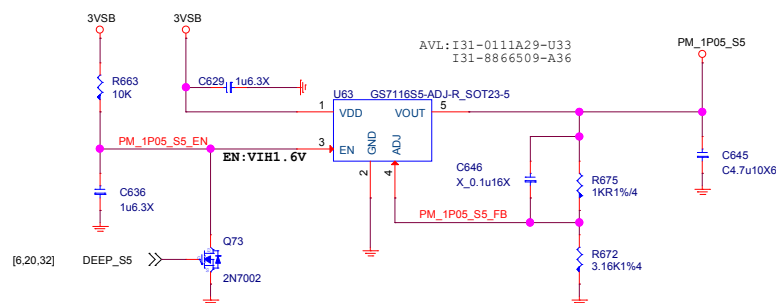 3VSB
3VSB
AVL:I31-0111A29-U33
I31-8866509-A36
PM_1P05_S5
R663
10K
C629
1u6.3X
U63
GS7116S5-ADJ-R_SOT23-5
1
VDD
VOUT
5
PM_1P05_S5_EN
3
EN
GND
ADJ
EN:VIH1.6V
2
4
C636
1u6.3X
C646
X_0.1u16X
R675
1KR1%/4
C645
C4.7u10X6
PM_1P05_S5_FB
Q73
2N7002
[6,20,32]
DEEP_S5
R672
3.16K1%4